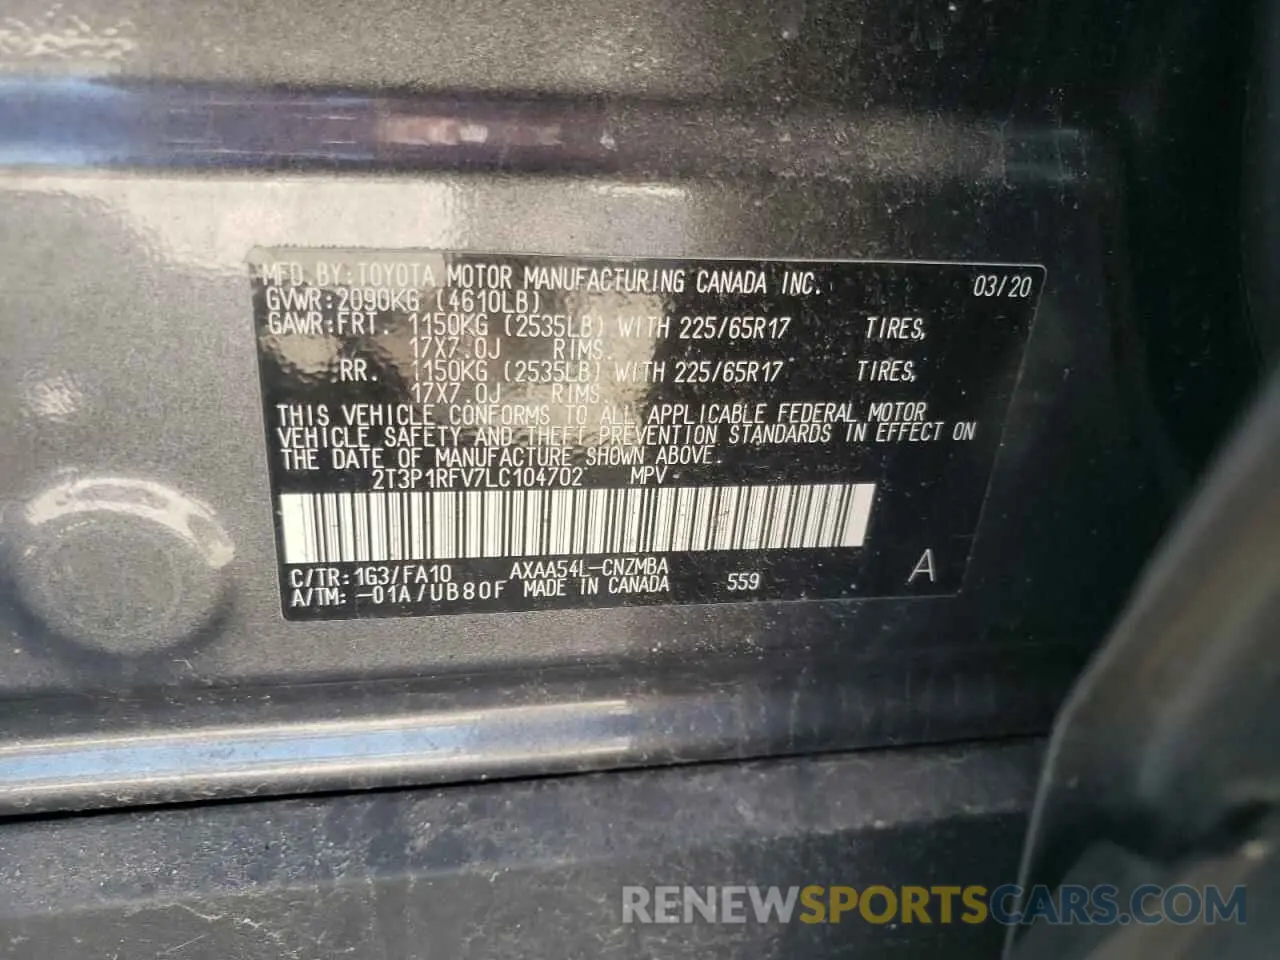 MFD.BY:TOYOTA MOTOR MANUFACTURING CANADA INC. 03/20
GVWR:2090KG (4610LB)
GAWR:FRT. 1150KG (2535LB) WITH 225/65R17 TIRES,
17X7.0J RIMS.
RR. 1150KG (2535LB) WITH 225/65R17 TIRES,
17X7.0J RIMS.
THIS VEHICLE CONFORMS TO ALL APPLICABLE FEDERAL MOTOR
VEHICLE SAFETY AND THEFT PREVENTION STANDARDS IN EFFECT ON
THE DATE OF MANUFACTURE SHOWN ABOVE.
2T3P1RFV7LC104702 MPV-
C/TR:1G3/FA10 AXAA54L-CNZMBA
A/TM:-01A/UB80F MADE IN CANADA 559 A
RENEWSPORTSCARS.COM